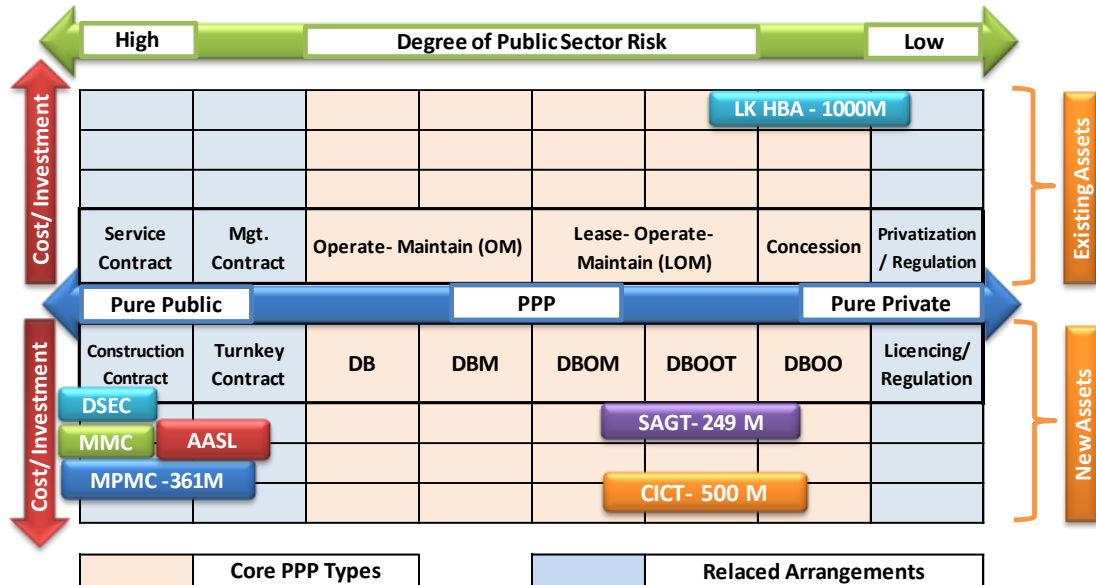 High
Degree of Public Sector Risk
Low
Cost/ Investment
LK HBA - 1000M
Existing Assets
Service
Contract
Mgt.
Contract
Operate- Maintain (OM)
Lease- Operate-
Maintain (LOM)
Concession
Privatization
/ Regulation
Pure Public
PPP
Pure Private
Cost/ Investment
Construction
Contract
Turnkey
Contract
DB
DBM
DBOM
DBOOT
DBOO
Licencing/
Regulation
New Assets
DSEC
MMC
AASL
SAGT- 249 M
MPMC -361M
CICT- 500 M
Core PPP Types
Relaced Arrangements